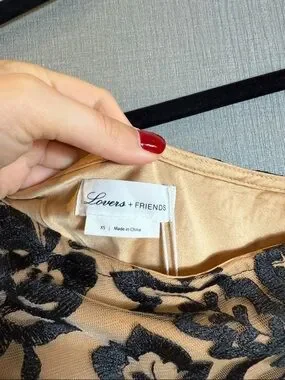 Lovers + FRIENDS
XS | Made in China